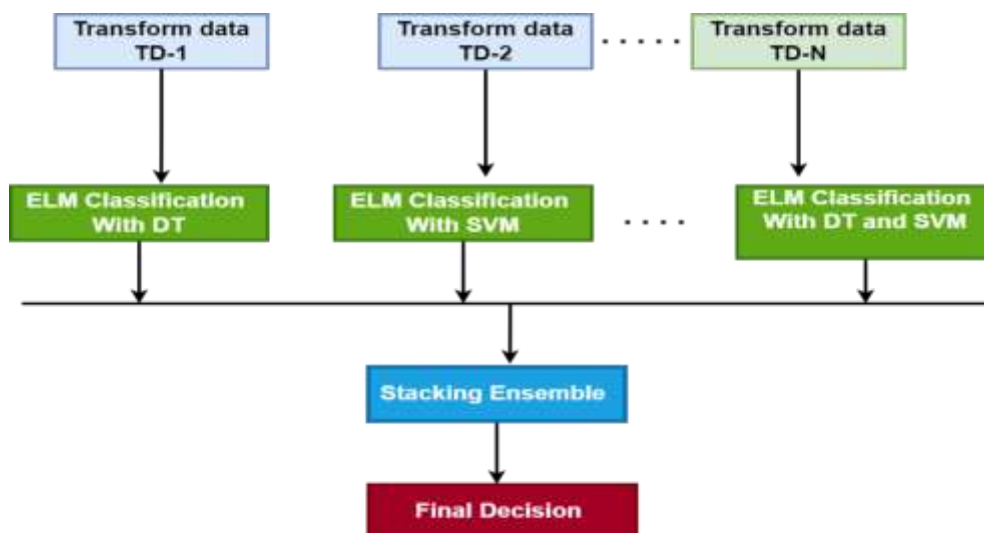 Transform data
TD-1
Transform data
TD-2
Transform data
TD-N
ELM Classification
With DT
ELM Classification
With SVM
ELM Classification
With DT and SVM
Stacking Ensemble
Final Decision